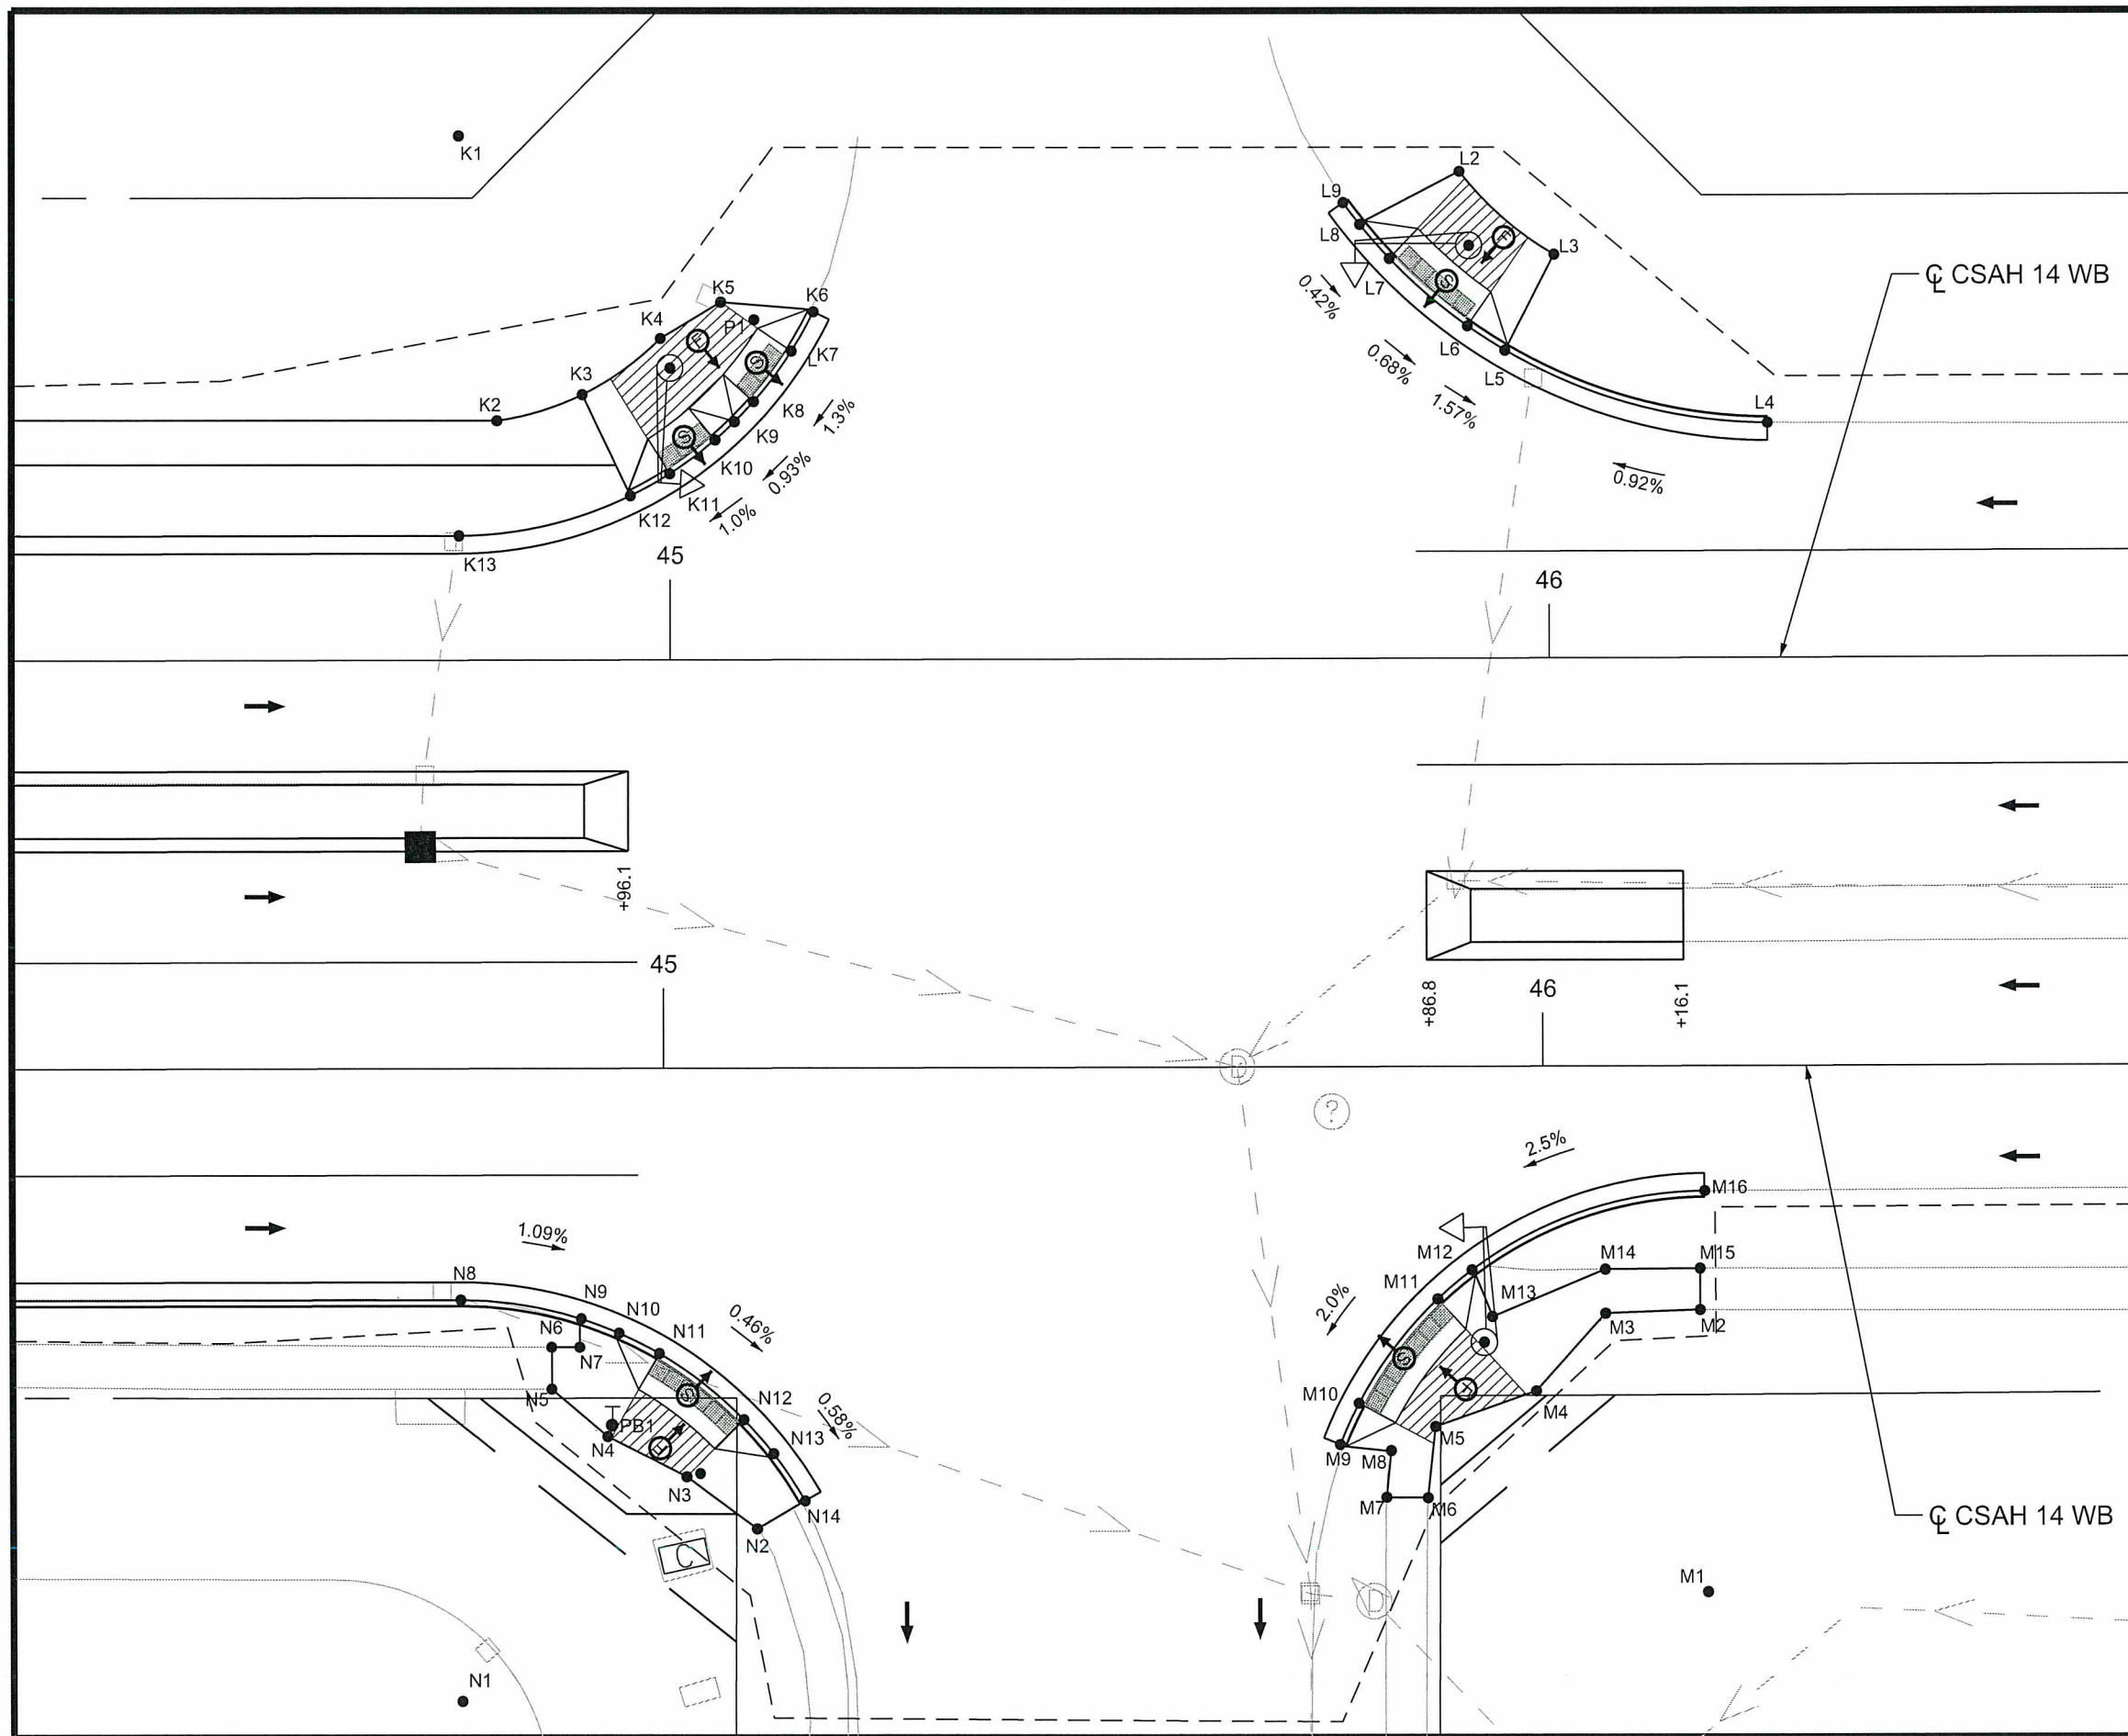 K1
K2
K3
K4
K5
K6
P1
K7
K8
K9
K10
K11
K12
K13
1.3%
0.93%
1.0%
F
S
S
L2
L9
L8
L3
L7
L6
L5
L4
F
S
0.42%
0.68%
1.57%
0.92%
℄ CSAH 14 WB
45
46
+96.1
45
+86.8
46
+16.1
D
?
2.5%
M16
M12
M14
M15
M11
M13
2.0%
M3
M2
M10
M4
M5
M9
M8
M7
M6
M1
S
X
D
℄ CSAH 14 WB
1.09%
N8
N9
N10
N6
N11
0.46%
N7
N5
N12
0.58%
PB1
N4
N13
N3
N14
N2
S
F
C
N1